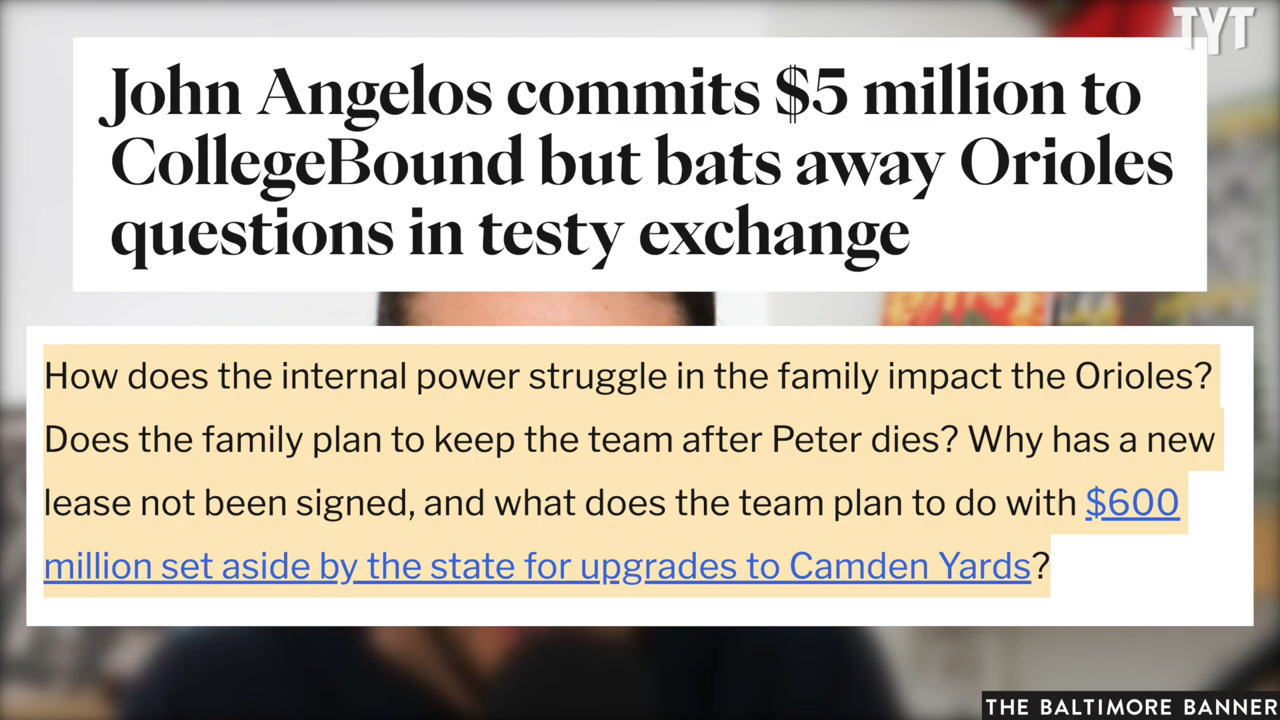 TYT
John Angelos commits $5 million to
CollegeBound but bats away Orioles
questions in testy exchange
How does the internal power struggle in the family impact the Orioles?
Does the family plan to keep the team after Peter dies? Why has a new
lease not been signed, and what does the team plan to do with $600
million set aside by the state for upgrades to Camden Yards?
THE BALTIMORE BANNER